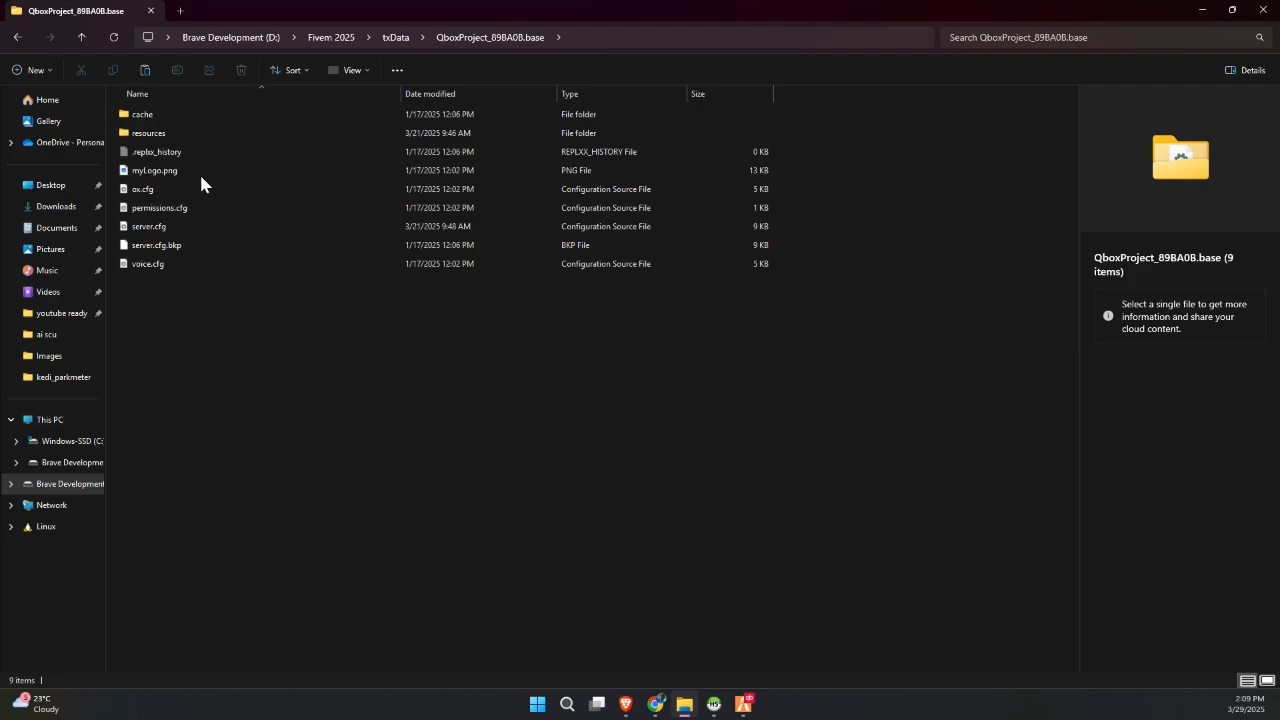 QboxProject_89BA0B.base
Brave Development (D:) Fivem 2025 txData QboxProject_89BA0B.base
Search QboxProject_89BA0B.base
New Sort View Details
Name Date modified Type Size
cache 1/17/2025 12:06 PM File folder
resources 3/21/2025 9:46 AM File folder
.replxx_history 1/17/2025 12:06 PM REPLXX_HISTORY File 0 KB
myLogo.png 1/17/2025 12:02 PM PNG File 13 KB
ox.cfg 1/17/2025 12:02 PM Configuration Source File 5 KB
permissions.cfg 1/17/2025 12:02 PM Configuration Source File 1 KB
server.cfg 3/21/2025 9:48 AM Configuration Source File 9 KB
server.cfg.bkp 1/17/2025 12:06 PM BKP File 9 KB
voice.cfg 1/17/2025 12:02 PM Configuration Source File 5 KB
Home
Gallery
OneDrive - Persona
Desktop
Downloads
Documents
Pictures
Music
Videos
youtube ready
ai scu
Images
kedi_parkmeter
This PC
Windows-SSD (C:
Brave Developme
Brave Development
Network
Linux
QboxProject_89BA0B.base (9
items)
Select a single file to get more
information and share your
cloud content.
9 items
23°C
Cloudy
2:09 PM
3/29/2025